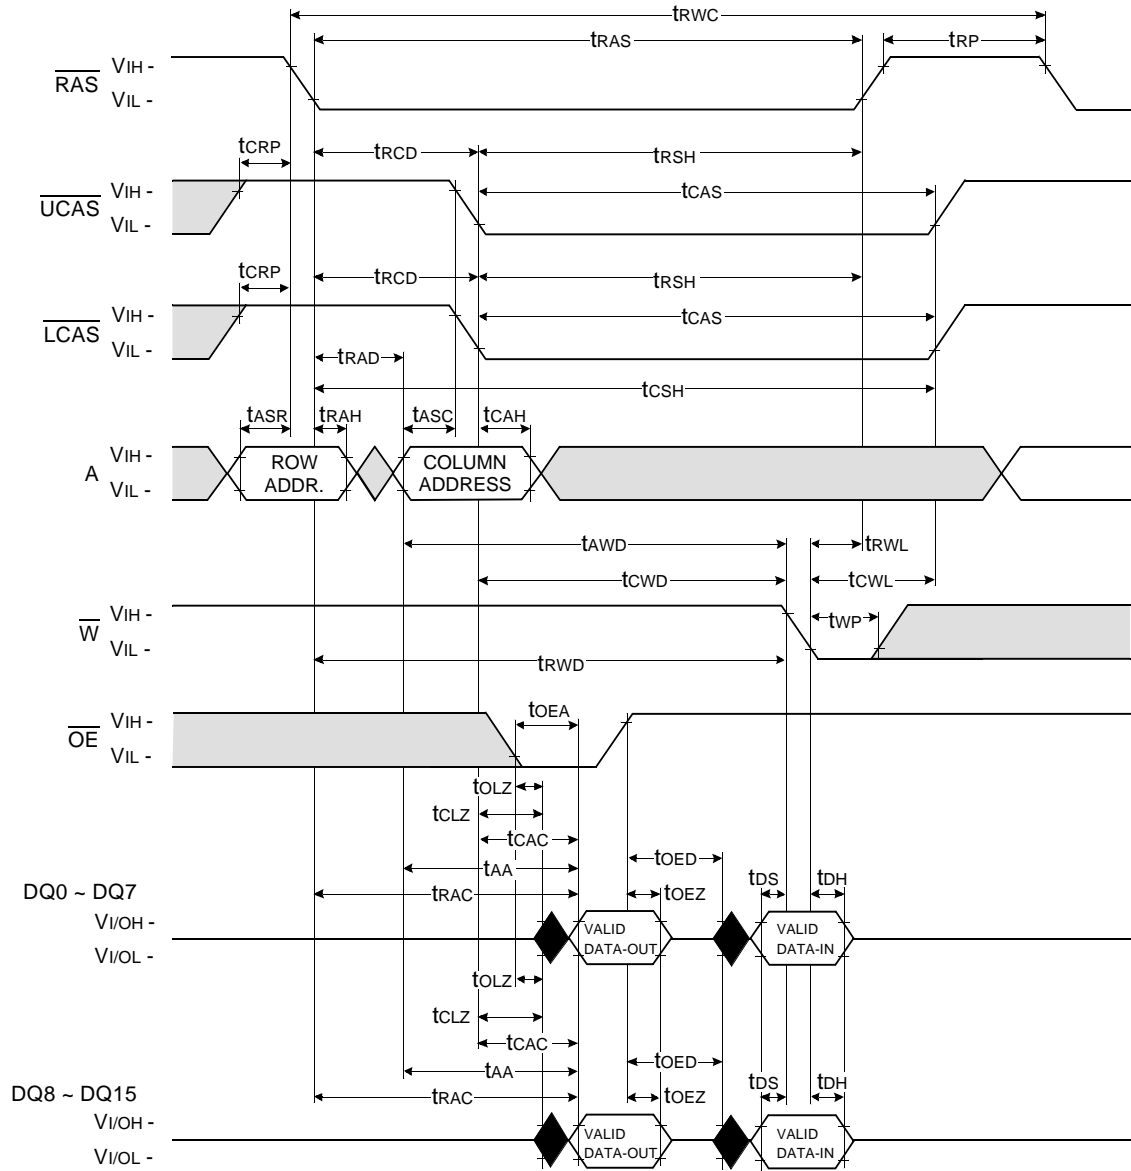 tRWC
tRAS
tRP
RAS
VIH -
VIL -
tCRP
tRCD
tRSH
UCAS
VIH -
VIL -
tCAS
tCRP
tRCD
tRSH
LCAS
VIH -
VIL -
tCAS
tRAD
tCSH
tASR
tRAH
tASC
tCAH
A
VIH -
VIL -
ROW
ADDR.
COLUMN
ADDRESS
tAWD
tRWL
tCWD
tCWL
W
VIH -
VIL -
tWP
tRWD
OE
VIH -
VIL -
tOEA
tOLZ
tCLZ
tCAC
tOED
tAA
tDS
tDH
DQ0 ~ DQ7
tRAC
tOEZ
VI/OH -
VI/OL -
VALID
DATA-OUT
VALID
DATA-IN
tOLZ
tCLZ
tCAC
tOED
tAA
tDS
tDH
DQ8 ~ DQ15
tRAC
tOEZ
VI/OH -
VI/OL -
VALID
DATA-OUT
VALID
DATA-IN